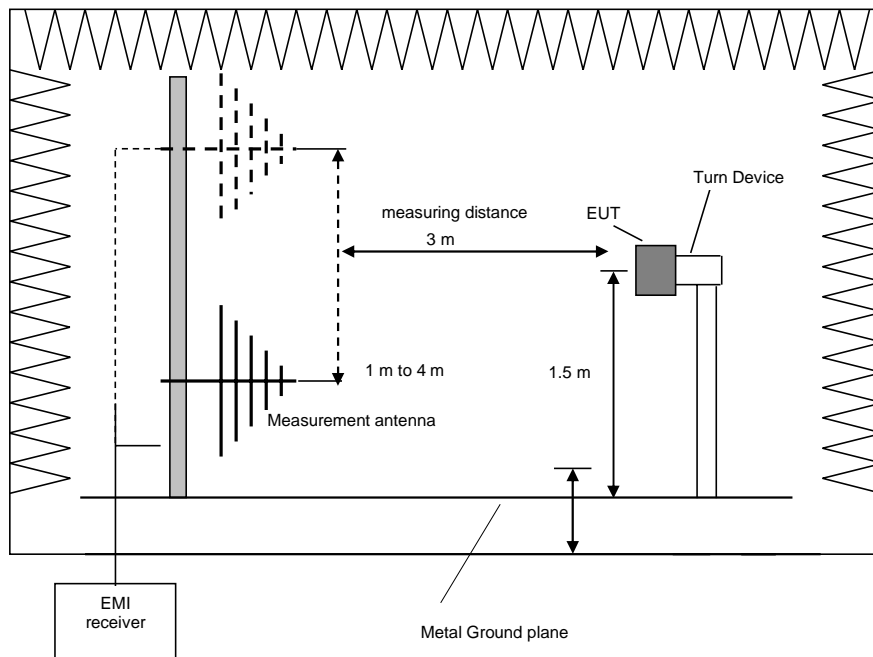 Turn Device
EUT
measuring distance
3 m
1 m to 4 m
1.5 m
Measurement antenna
EMI
receiver
Metal Ground plane